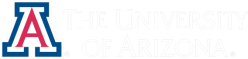 A
THE UNIVERSITY
OF ARIZONA.